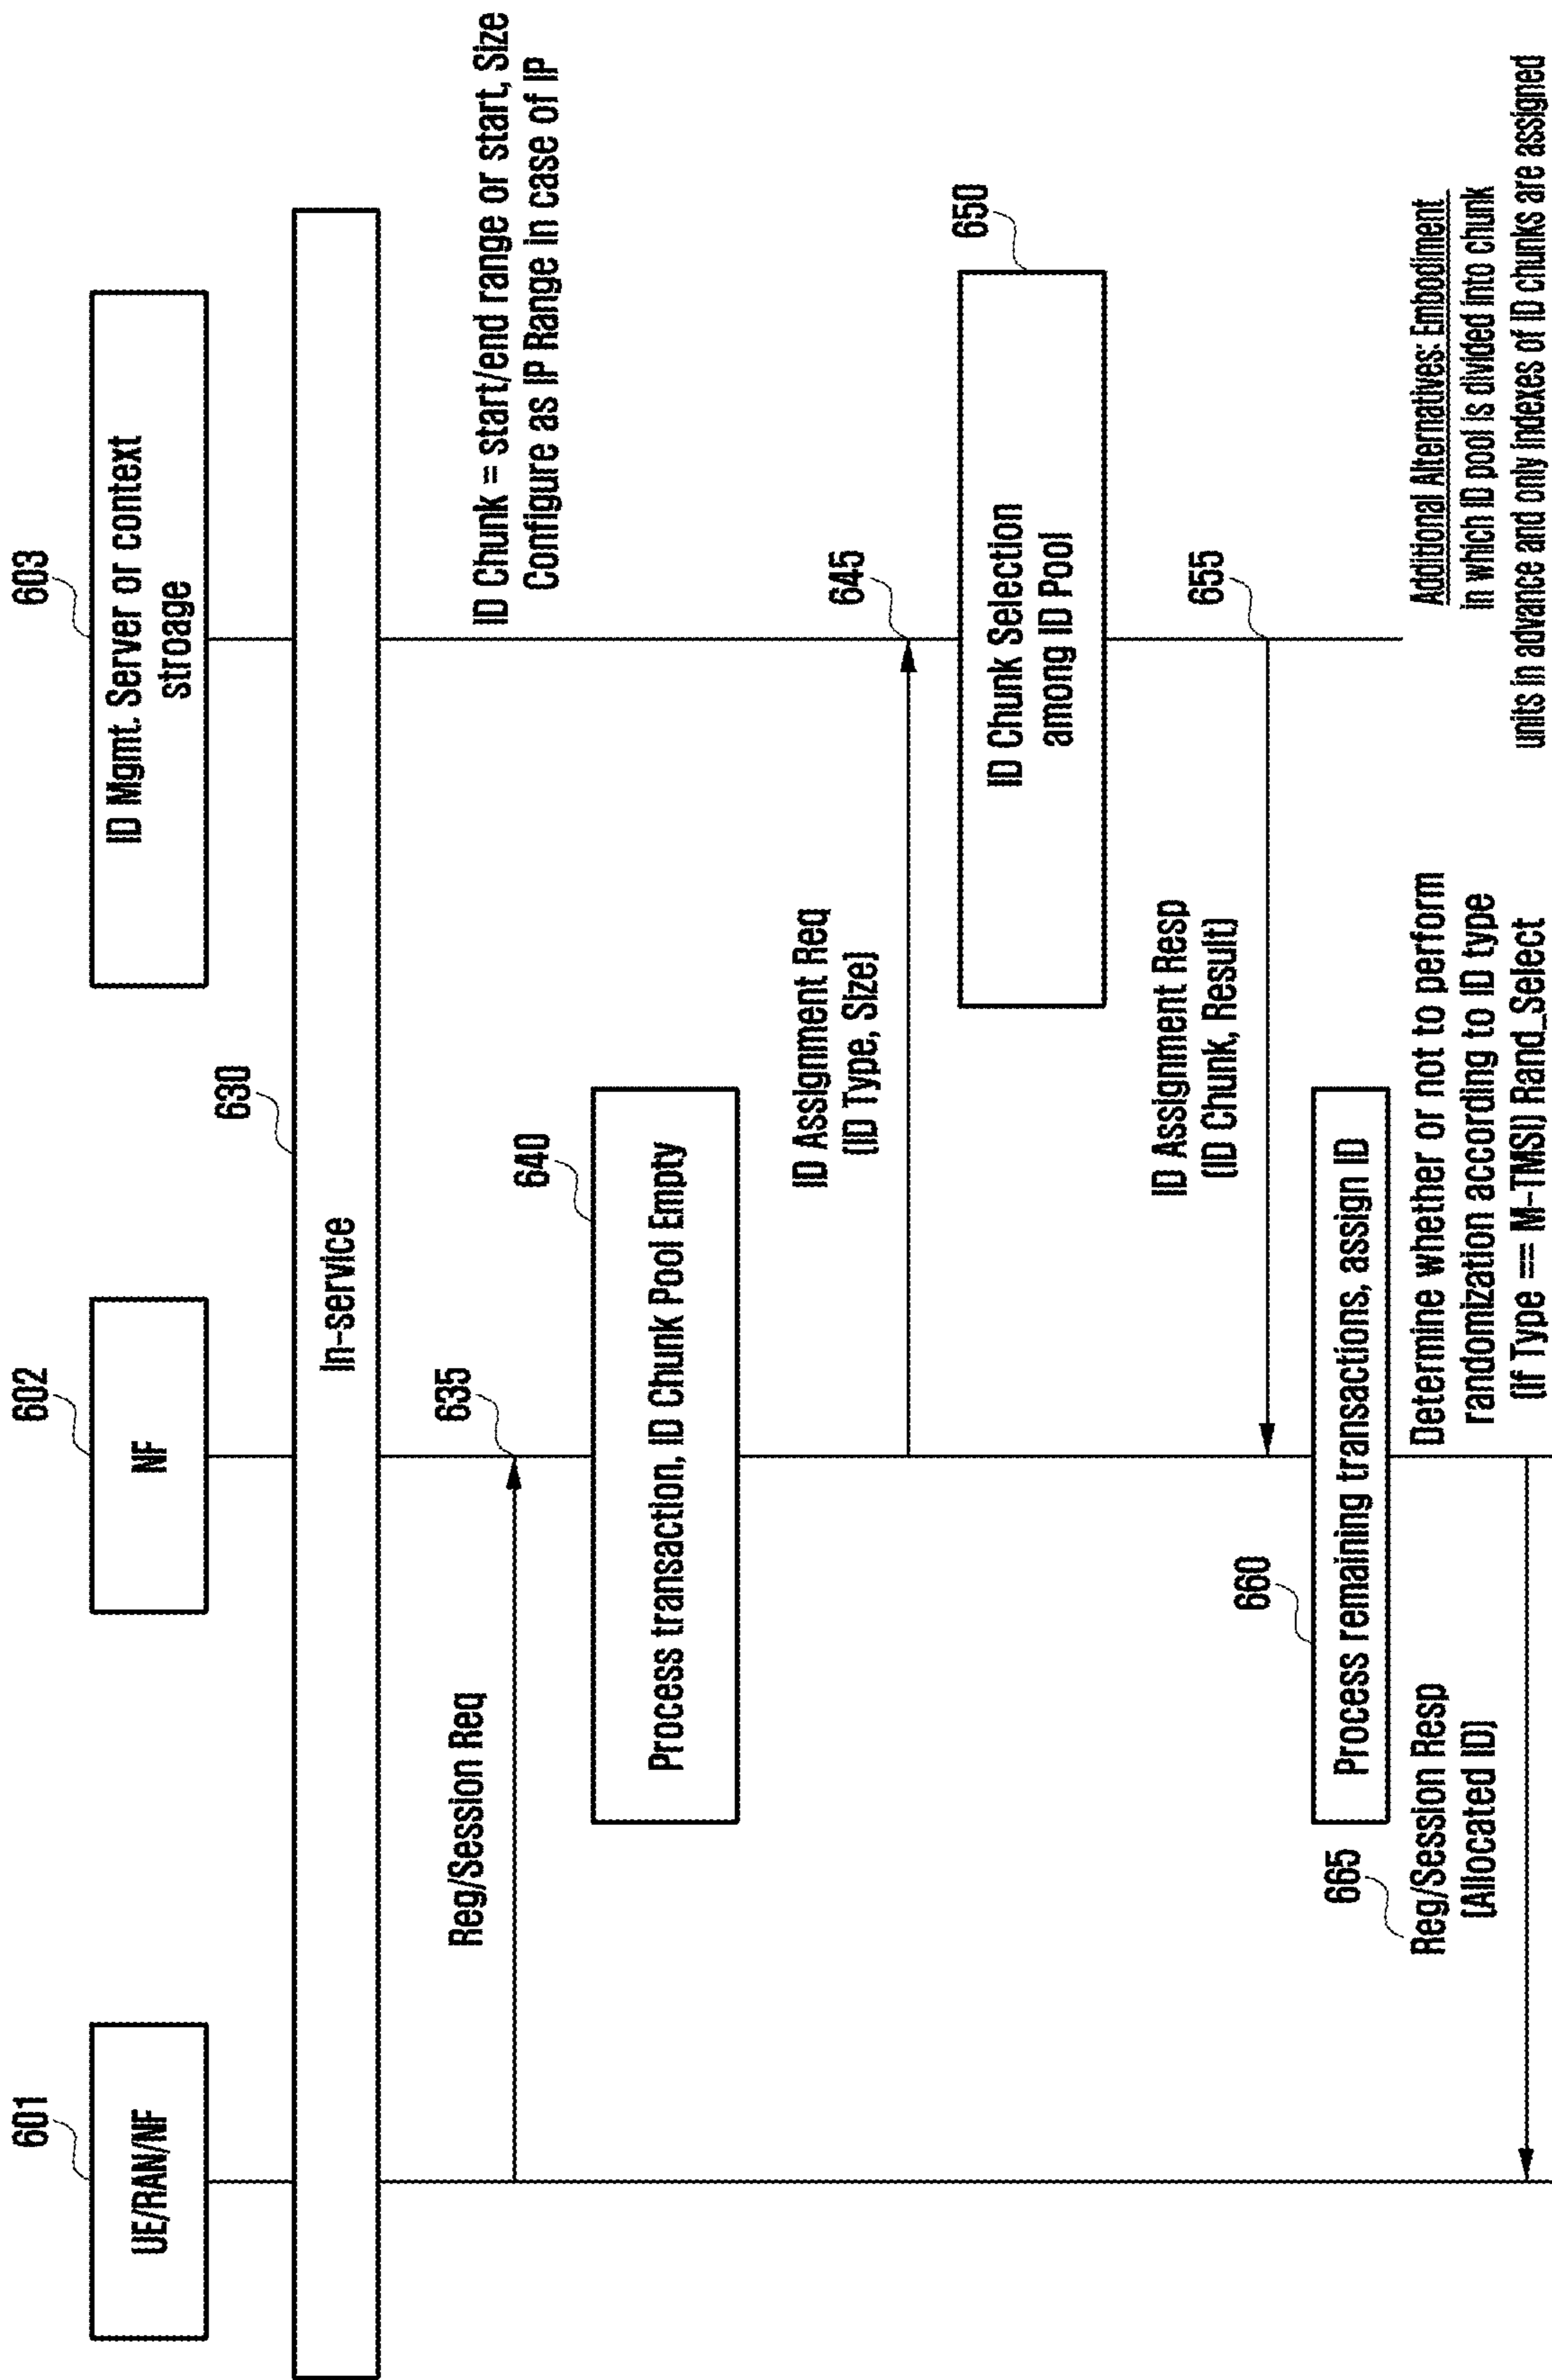 601
UE/RAN/NF
602
NF
603
ID Mgmt. Server or context
stroage
630
In-service
ID Chunk = start/end range or start, Size
Configure as IP Range in case of IP
Reg/Session Req
635
640
Process transaction, ID Chunk Pool Empty
ID Assignment Req
(ID Type, Size)
645
650
ID Chunk Selection
among ID Pool
ID Assignment Resp
(ID Chunk, Result)
655
660
Process remaining transactions, assign ID
665
Reg/Session Resp
(Allocated ID)
Determine whether or not to perform
randomization according to ID type
(If Type == M-TMSI) Rand_Select
Additional Alternatives: Embodiment
in which ID pool is divided into chunk
units in advance and only indexes of ID chunks are assigned